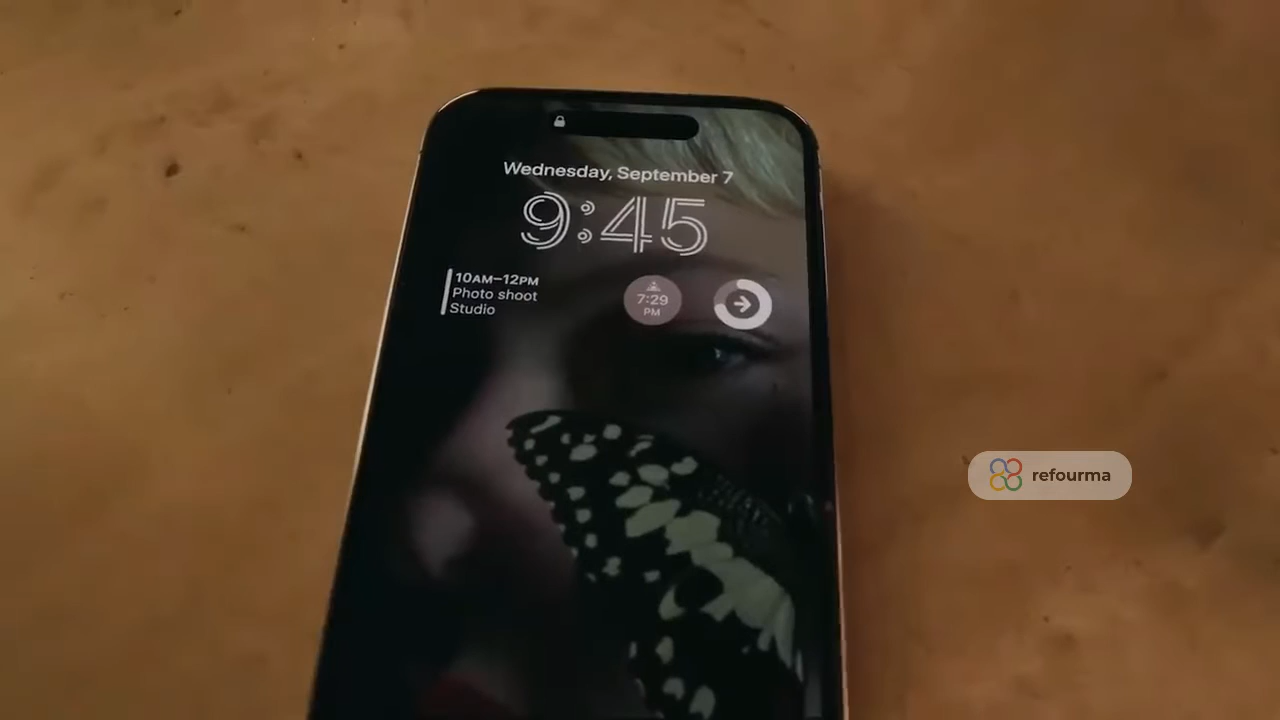 Wednesday, September 7
9:45
10AM–12PM
Photo shoot
Studio
7:29
PM
refourma